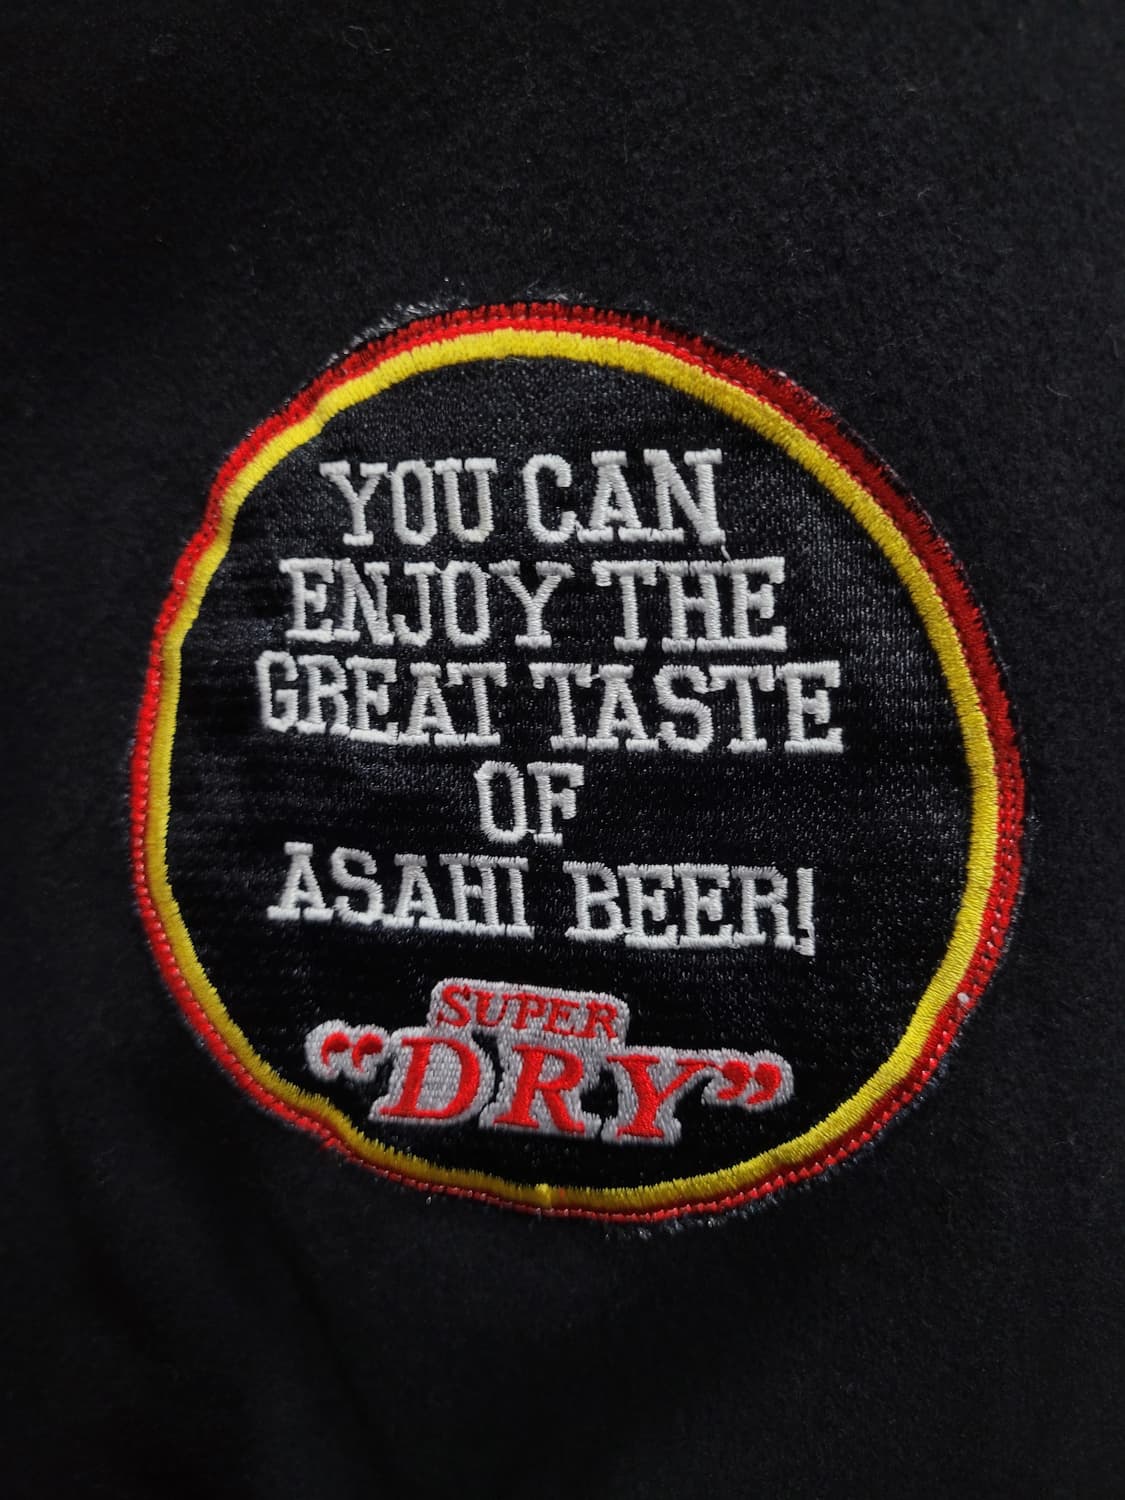 YOU CAN
ENJOY THE
GREAT TASTE
OF
ASAHI BEER!
SUPER
“DRY”